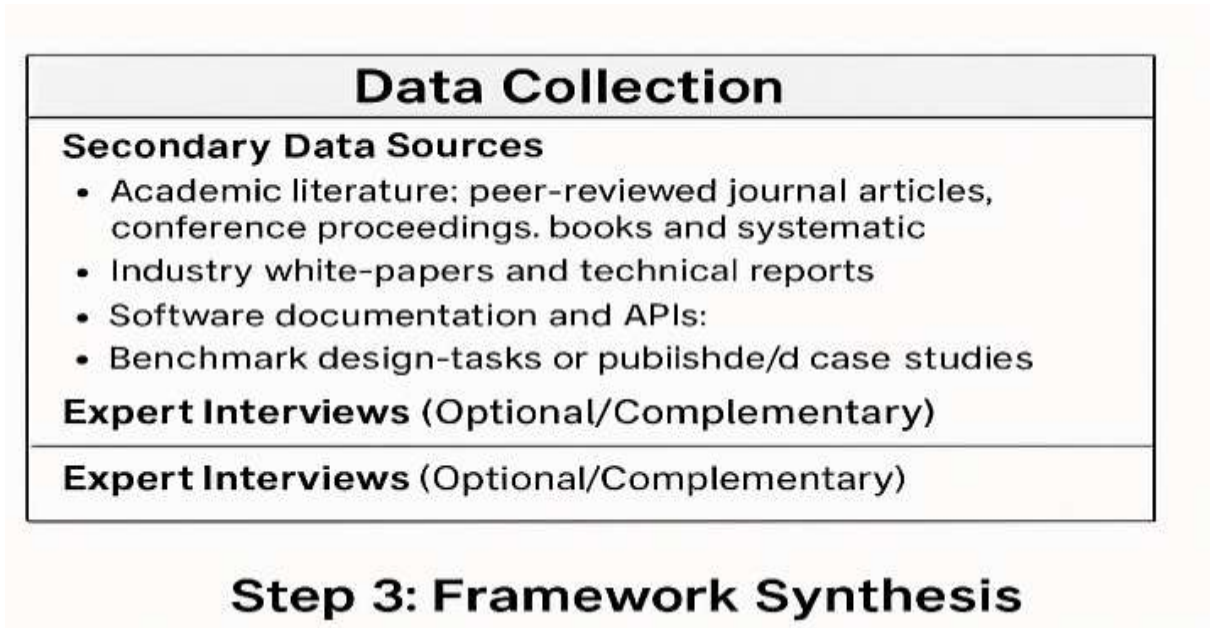 Data Collection
Secondary Data Sources
• Academic literature: peer-reviewed journal articles,
conference proceedings. books and systematic
• Industry white-papers and technical reports
• Software documentation and APIs:
• Benchmark design-tasks or pubiishde/d case studies
Expert Interviews (Optional/Complementary)
Expert Interviews (Optional/Complementary)
Step 3: Framework Synthesis